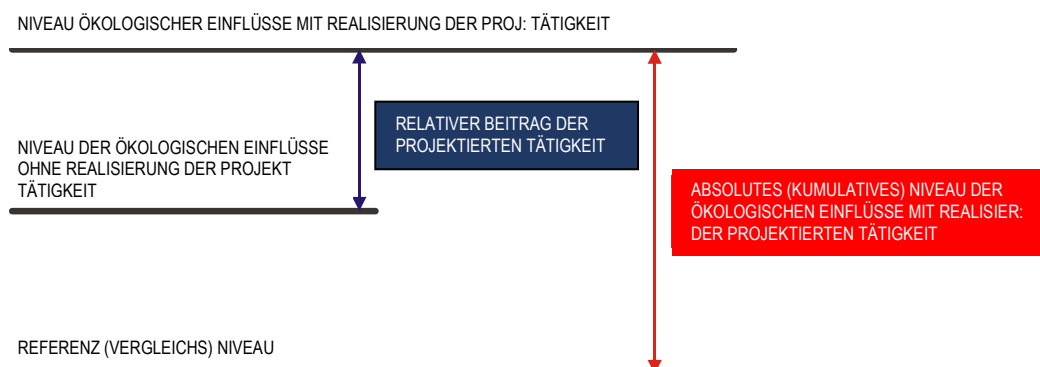 NIVEAU ÖKOLOGISCHER EINFLÜSSE MIT REALISIERUNG DER PROJ: TÄTIGKEIT
RELATIVER BEITRAG DER
PROJEKTIERTEN TÄTIGKEIT
NIVEAU DER ÖKOLOGISCHEN EINFLÜSSE
OHNE REALISIERUNG DER PROJEKT
TÄTIGKEIT
ABSOLUTES (KUMULATIVES) NIVEAU DER
ÖKOLOGISCHEN EINFLÜSSE MIT REALISIER:
DER PROJEKTIERTEN TÄTIGKEIT
REFERENZ (VERGLEICHS) NIVEAU